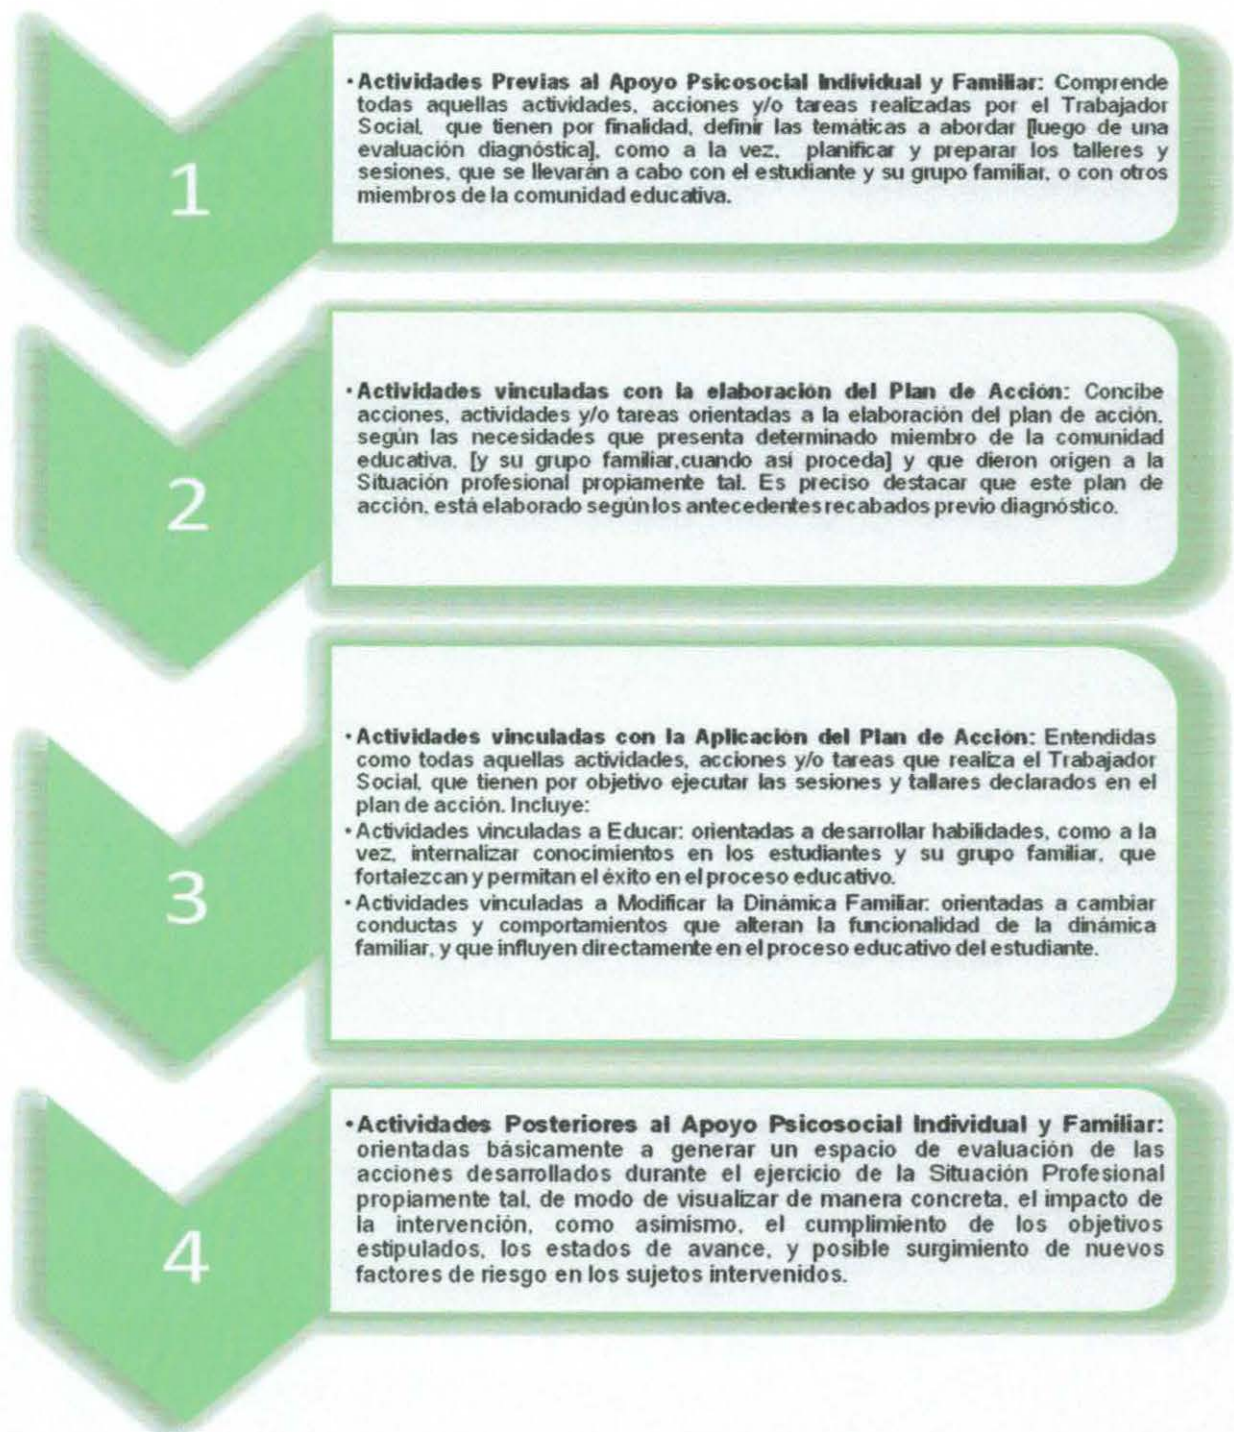 1
• Actividades Previas al Apoyo Psicosocial Individual y Familiar: Comprende
todas aquellas actividades, acciones y/o tareas realizadas por el Trabajador
Social, que tienen por finalidad, definir las temáticas a abordar [luego de una
evaluación diagnóstica], como a la vez, planificar y preparar los talleres y
sesiones, que se llevarán a cabo con el estudiante y su grupo familiar, o con otros
miembros de la comunidad educativa.
2
• Actividades vinculadas con la elaboración del Plan de Acción: Concibe
acciones, actividades y/o tareas orientadas a la elaboración del plan de acción,
según las necesidades que presenta determinado miembro de la comunidad
educativa, [y su grupo familiar,cuando así proceda] y que dieron origen a la
Situación profesional propiamente tal. Es preciso destacar que este plan de
acción, está elaborado según los antecedentes recabados previo diagnóstico.
3
• Actividades vinculadas con la Aplicación del Plan de Acción: Entendidas
como todas aquellas actividades, acciones y/o tareas que realiza el Trabajador
Social, que tienen por objetivo ejecutar las sesiones y tallares declarados en el
plan de acción. Incluye:
• Actividades vinculadas a Educar: orientadas a desarrollar habilidades, como a la
vez, internalizar conocimientos en los estudiantes y su grupo familiar, que
fortalezcan y permitan el éxito en el proceso educativo.
• Actividades vinculadas a Modificar la Dinámica Familiar: orientadas a cambiar
conductas y comportamientos que alteran la funcionalidad de la dinámica
familiar, y que influyen directamente en el proceso educativo del estudiante.
4
• Actividades Posteriores al Apoyo Psicosocial Individual y Familiar:
orientadas básicamente a generar un espacio de evaluación de las
acciones desarrollados durante el ejercicio de la Situación Profesional
propiamente tal, de modo de visualizar de manera concreta, el impacto de
la intervención, como asimismo, el cumplimiento de los objetivos
estipulados, los estados de avance, y posible surgimiento de nuevos
factores de riesgo en los sujetos intervenidos.